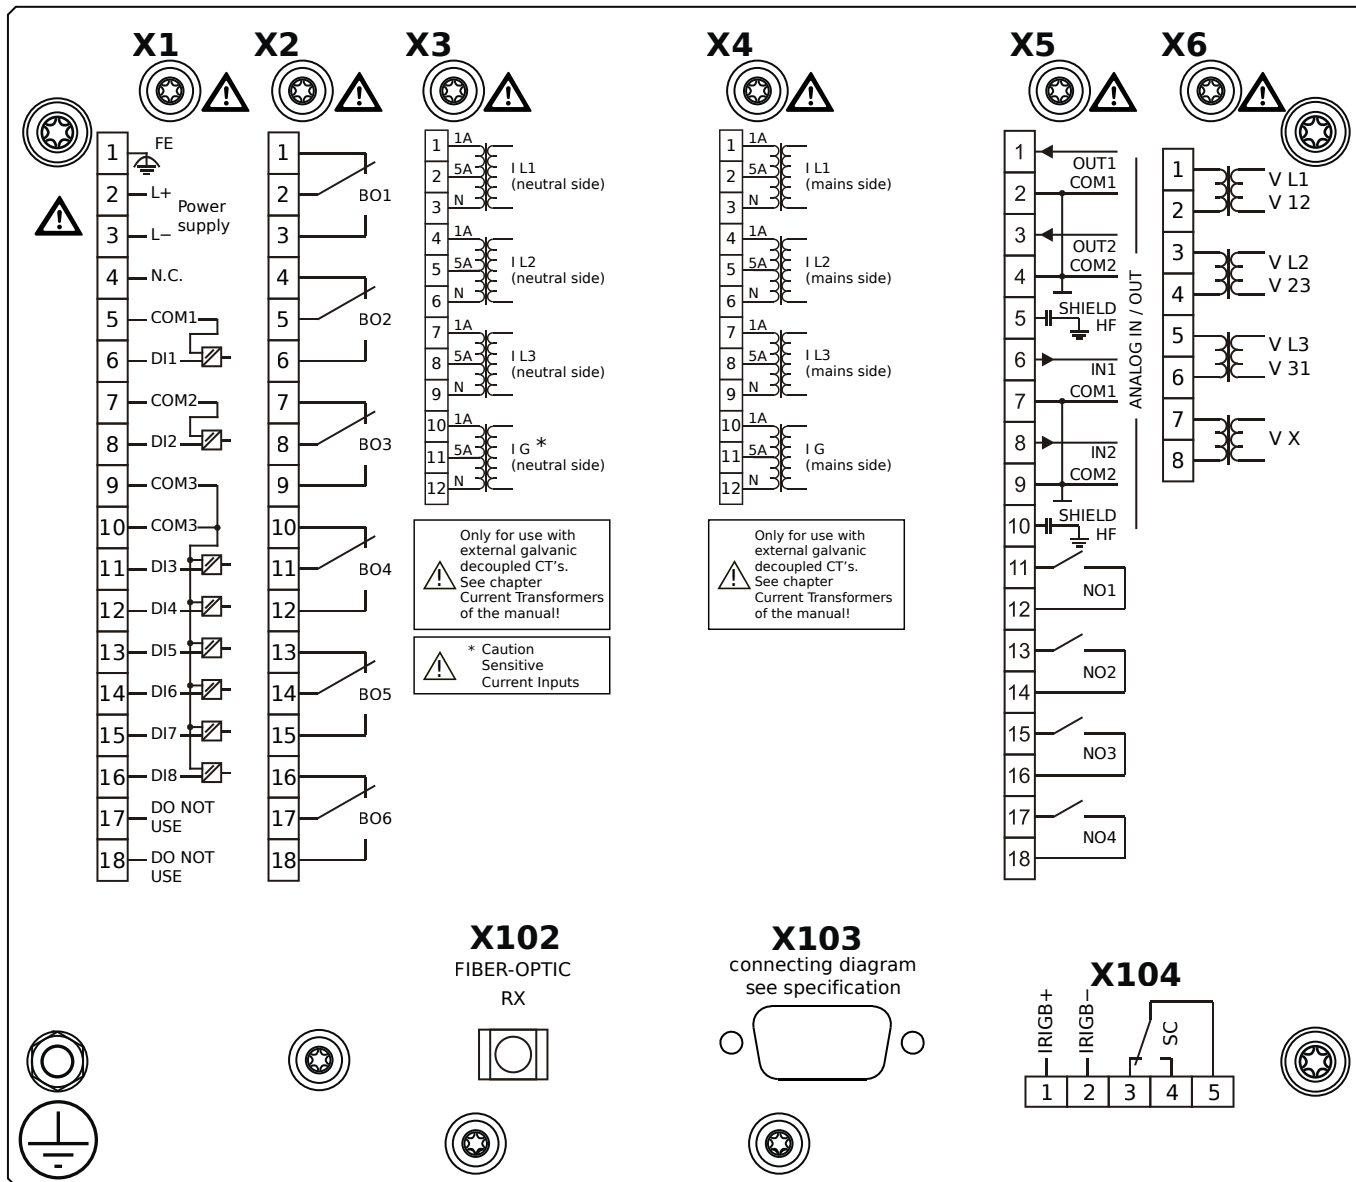 X1
X2
X3
X4
X5
X6
1
FE
2
L+
Power
supply
3
L−
4
N.C.
5
COM1
6
DI1
7
COM2
8
DI2
9
COM3
10
COM3
11
DI3
12
DI4
13
DI5
14
DI6
15
DI7
16
DI8
17
DO NOT
USE
18
DO NOT
USE
1
2
BO1
3
4
5
BO2
6
7
8
BO3
9
10
11
BO4
12
13
14
BO5
15
16
17
BO6
18
1
1A
2
5A
I L1
(neutral side)
3
N
4
1A
5
5A
I L2
(neutral side)
6
N
7
1A
8
5A
I L3
(neutral side)
9
N
10
1A
11
5A
I G *
(neutral side)
12
N
Only for use with
external galvanic
decoupled CT's.
See chapter
Current Transformers
of the manual!
* Caution
Sensitive
Current Inputs
1
1A
2
5A
I L1
(mains side)
3
N
4
1A
5
5A
I L2
(mains side)
6
N
7
1A
8
5A
I L3
(mains side)
9
N
10
1A
11
5A
I G
(mains side)
12
N
Only for use with
external galvanic
decoupled CT's.
See chapter
Current Transformers
of the manual!
1
OUT1
2
COM1
3
OUT2
4
COM2
5
SHIELD
HF
6
IN1
7
COM1
8
IN2
9
COM2
10
SHIELD
HF
ANALOG IN / OUT
11
NO1
12
13
NO2
14
15
NO3
16
17
NO4
18
1
V L1
2
V 12
3
V L2
4
V 23
5
V L3
6
V 31
7
V X
8
X102
FIBER-OPTIC
RX
X103
connecting diagram
see specification
X104
IRIGB+
IRIGB−
SC
1
2
3
4
5